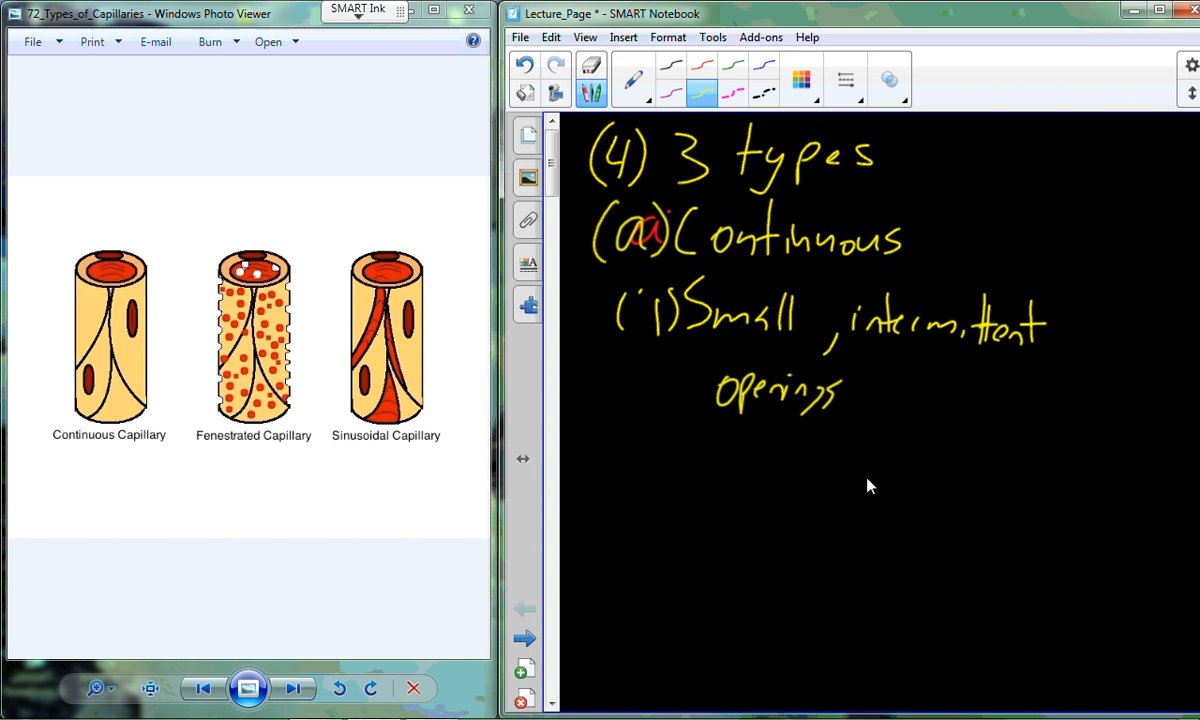 72_Types_of_Capillaries - Windows Photo Viewer
SMART Ink
File Print E-mail Burn Open
Continuous Capillary Fenestrated Capillary Sinusoidal Capillary
Lecture_Page * - SMART Notebook
File Edit View Insert Format Tools Add-ons Help
(4) 3 types
(a) Continuous
(i) Small, intermittent
openings